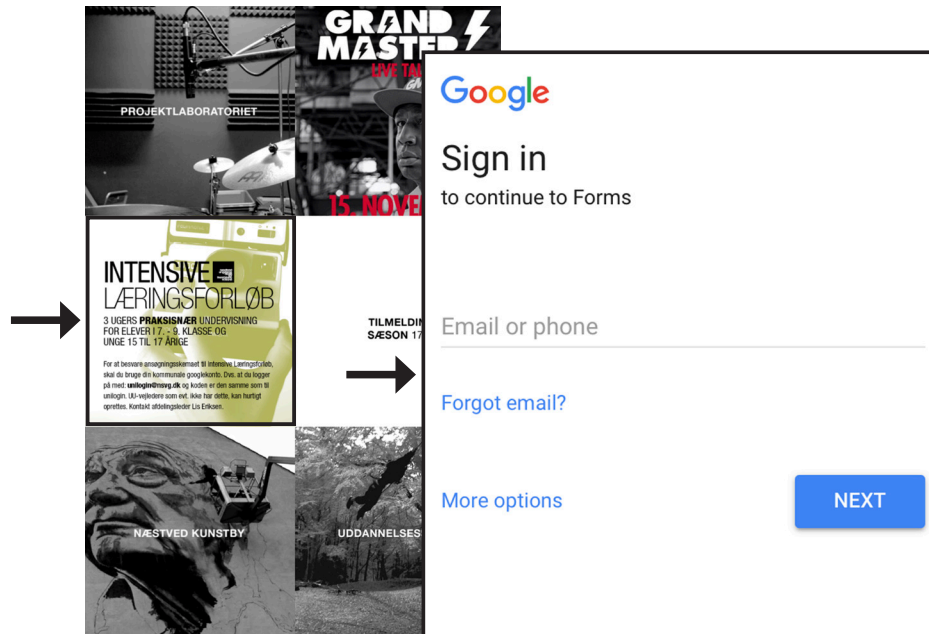 PROJEKTLABORATORIET
GRAND
MASTER
LIVE
15. NOVE
INTENSIVE
LÆRINGSFORLØB
3 UGERS PRAKSISNÆR UNDERVISNING
FOR ELEVER I 7. - 9. KLASSE OG
UNGE 15 TIL 17 ÅRIGE
For at besvare ansøgningsskemaet til Intensive Læringsforløb,
skal du bruge din kommunale googlekonto. Dvs. at du logger
på med: unilogin@nsvg.dk og koden er den samme som til
unilogin. UU-vejledere som evt. ikke har dette, kan hurtigt
oprettes. Kontakt afdelingsleder Lis Eriksen.
TILMELDIN
SÆSON 17
NÆSTVED KUNSTBY
UDDANNELSES
Google
Sign in
to continue to Forms
Email or phone
Forgot email?
More options
NEXT